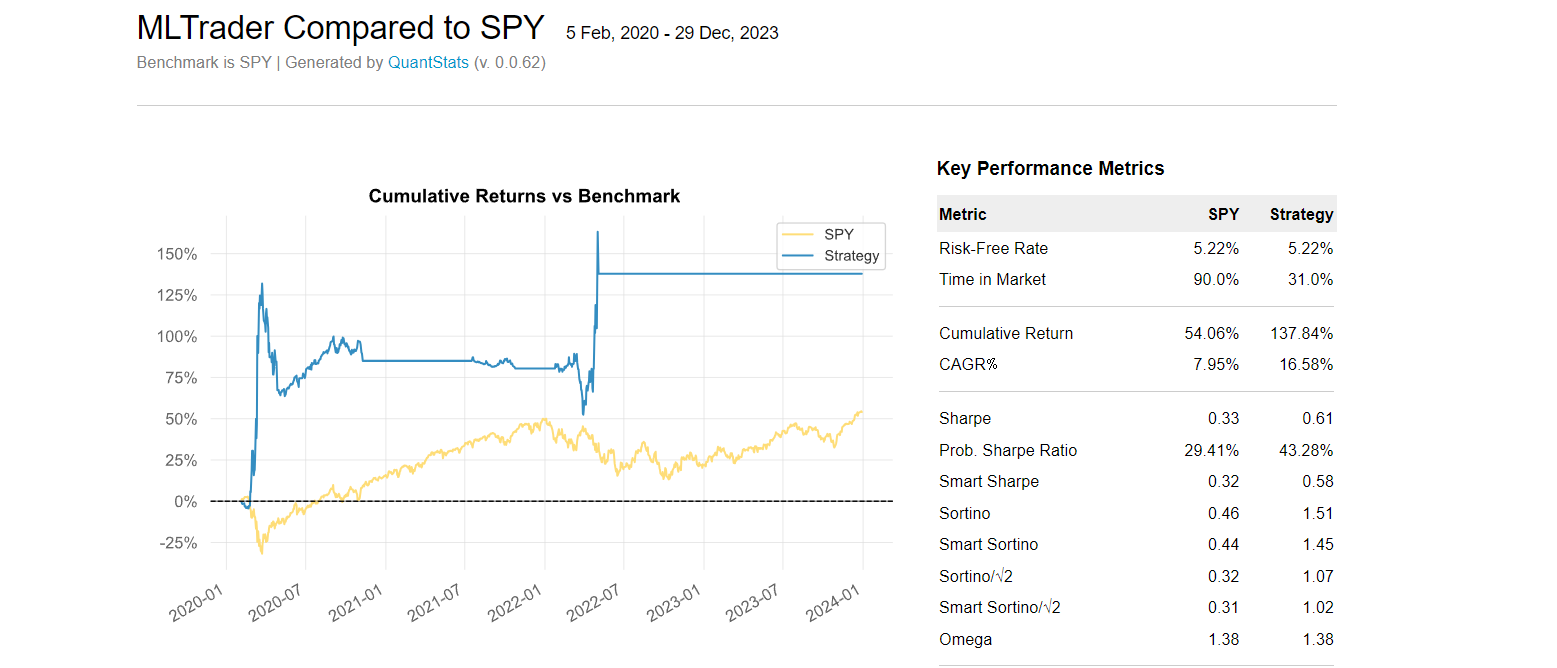 MLTrader Compared to SPY 5 Feb, 2020 - 29 Dec, 2023
Benchmark is SPY | Generated by QuantStats (v. 0.0.62)
Cumulative Returns vs Benchmark
SPY
Strategy
150%
125%
100%
75%
50%
25%
0%
-25%
2020-01
2020-07
2021-01
2021-07
2022-01
2022-07
2023-01
2023-07
2024-01
Key Performance Metrics
Metric SPY Strategy
Risk-Free Rate 5.22% 5.22%
Time in Market 90.0% 31.0%
Cumulative Return 54.06% 137.84%
CAGR% 7.95% 16.58%
Sharpe 0.33 0.61
Prob. Sharpe Ratio 29.41% 43.28%
Smart Sharpe 0.32 0.58
Sortino 0.46 1.51
Smart Sortino 0.44 1.45
Sortino/√2 0.32 1.07
Smart Sortino/√2 0.31 1.02
Omega 1.38 1.38